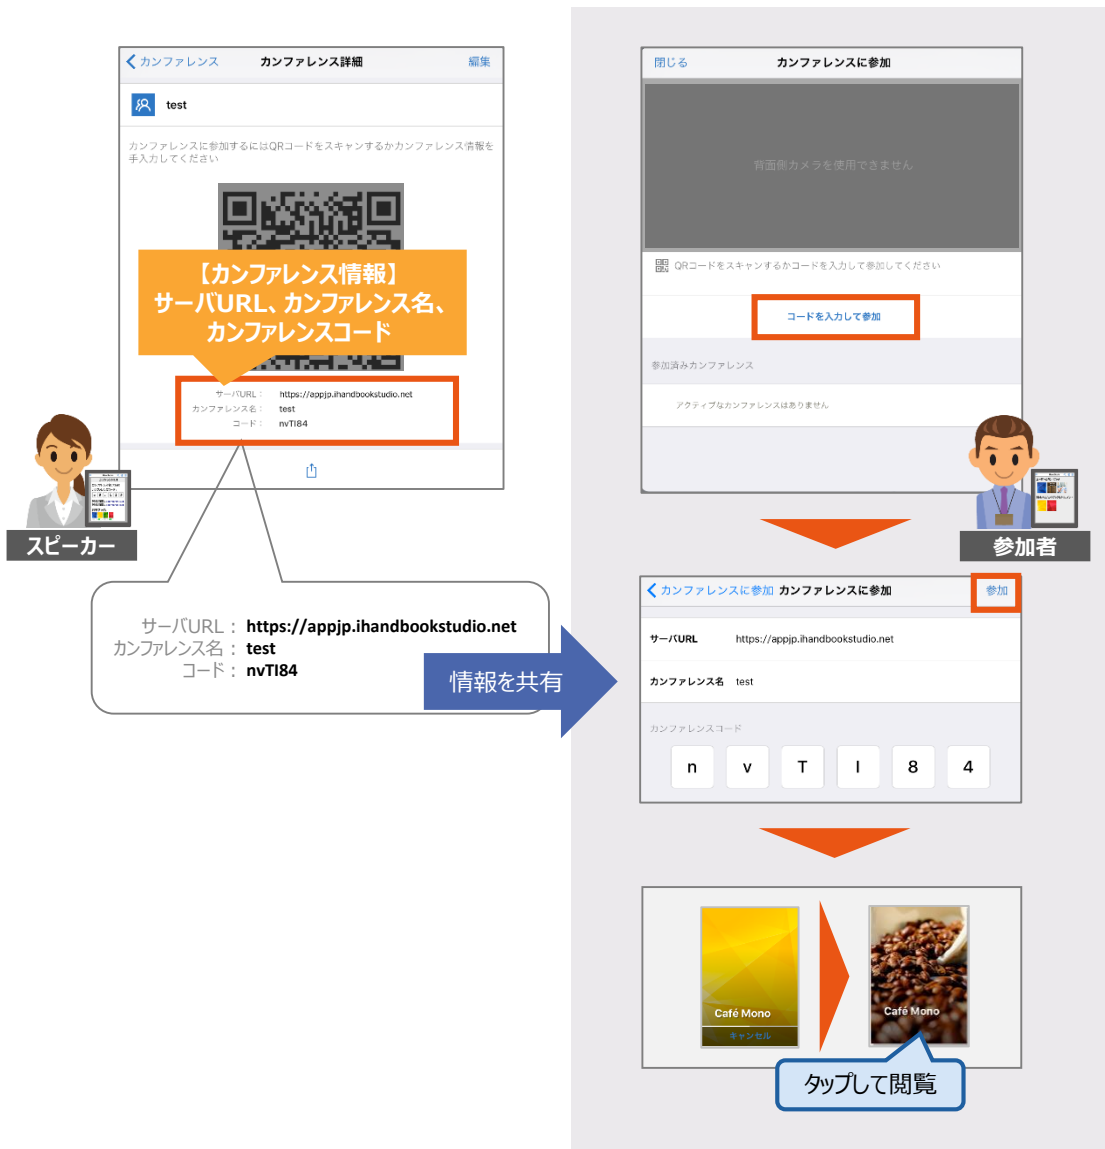 カンファレンス
カンファレンス詳細
編集
test
カンファレンスに参加するにはQRコードをスキャンするかカンファレンス情報を
手入力してください
【カンファレンス情報】
サーバURL、カンファレンス名、
カンファレンスコード
サーバURL： https://appjp.ihandbookstudio.net
カンファレンス名： test
コード： nvTI84
スピーカー
サーバURL： https://appjp.ihandbookstudio.net
カンファレンス名： test
コード： nvTI84
情報を共有
閉じる
カンファレンスに参加
背面側カメラを使用できません
QRコードをスキャンするかコードを入力して参加してください
コードを入力して参加
参加済みカンファレンス
アクティブなカンファレンスはありません
参加者
カンファレンスに参加 カンファレンスに参加
参加
サーバURL https://appjp.ihandbookstudio.net
カンファレンス名 test
カンファレンスコード
n v T I 8 4
Café Mono
キャンセル
Café Mono
タップして閲覧